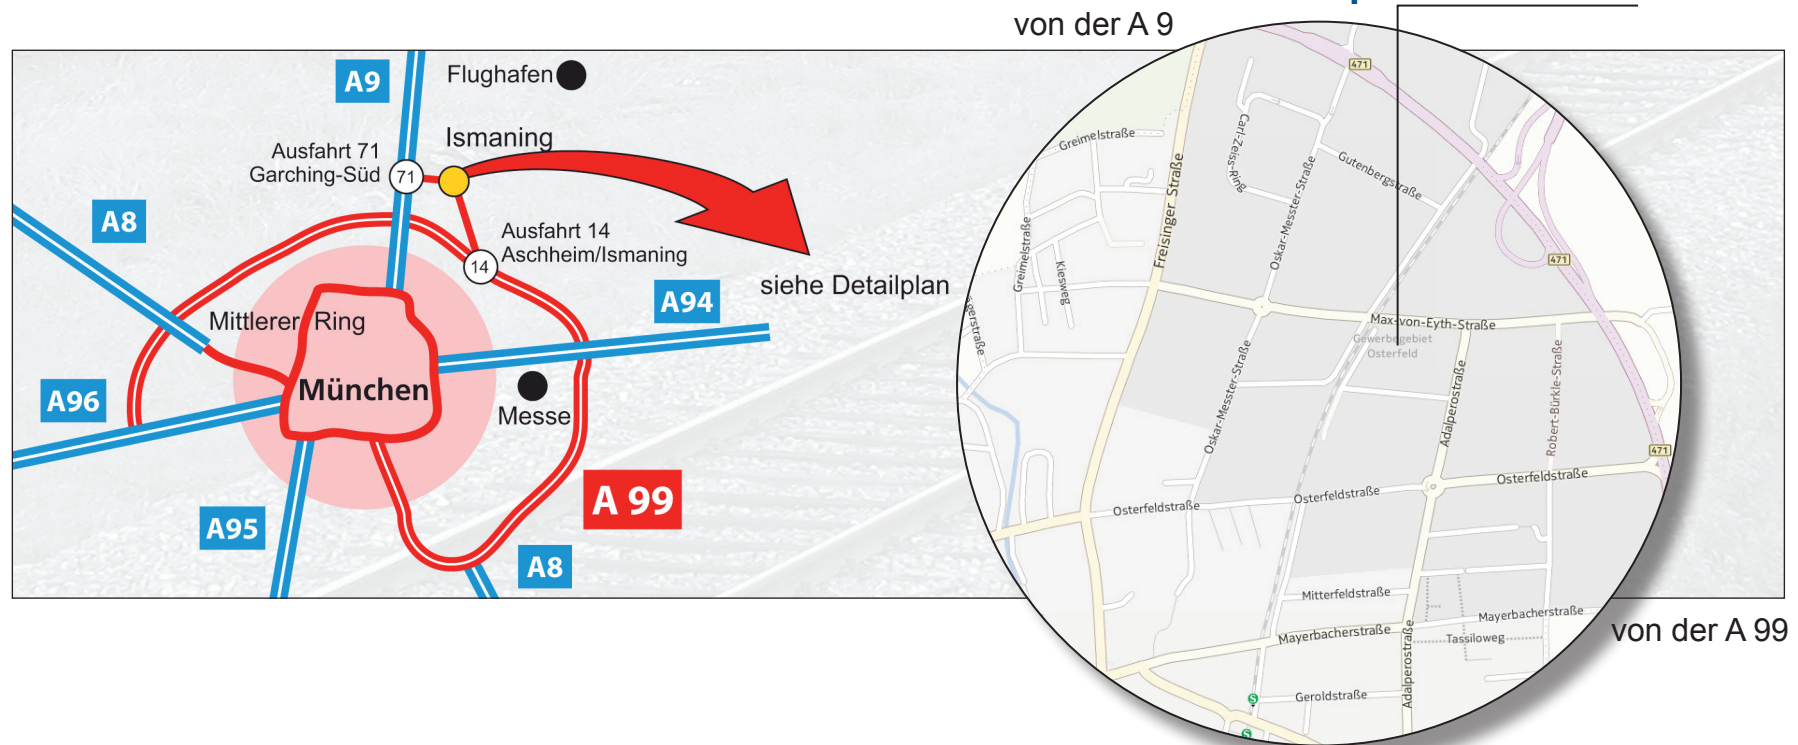 von der A 9
A9
Flughafen
Ismaning
Ausfahrt 71
Garching-Süd
71
A8
Ausfahrt 14
Aschheim/Ismaning
14
siehe Detailplan
A94
Mittlerer Ring
München
A96
Messe
A 99
A95
A8
471
Greimelstraße
Carl-Zeiss-Ring
Gutenbergstraße
Freisinger Straße
Oskar-Messter-Straße
Greimelstraße
Kiesweg
471
Max-von-Eyth-Straße
Gewerbegebiet
Osterfeld
Oskar-Messter-Straße
Adalperostraße
Robert-Bürkle-Straße
471
Osterfeldstraße
Osterfeldstraße
Osterfeldstraße
Mitterfeldstraße
Mayerbacherstraße
Mayerbacherstraße
Tassiloweg
Adalperostraße
Geroldstraße
S
S
von der A 99